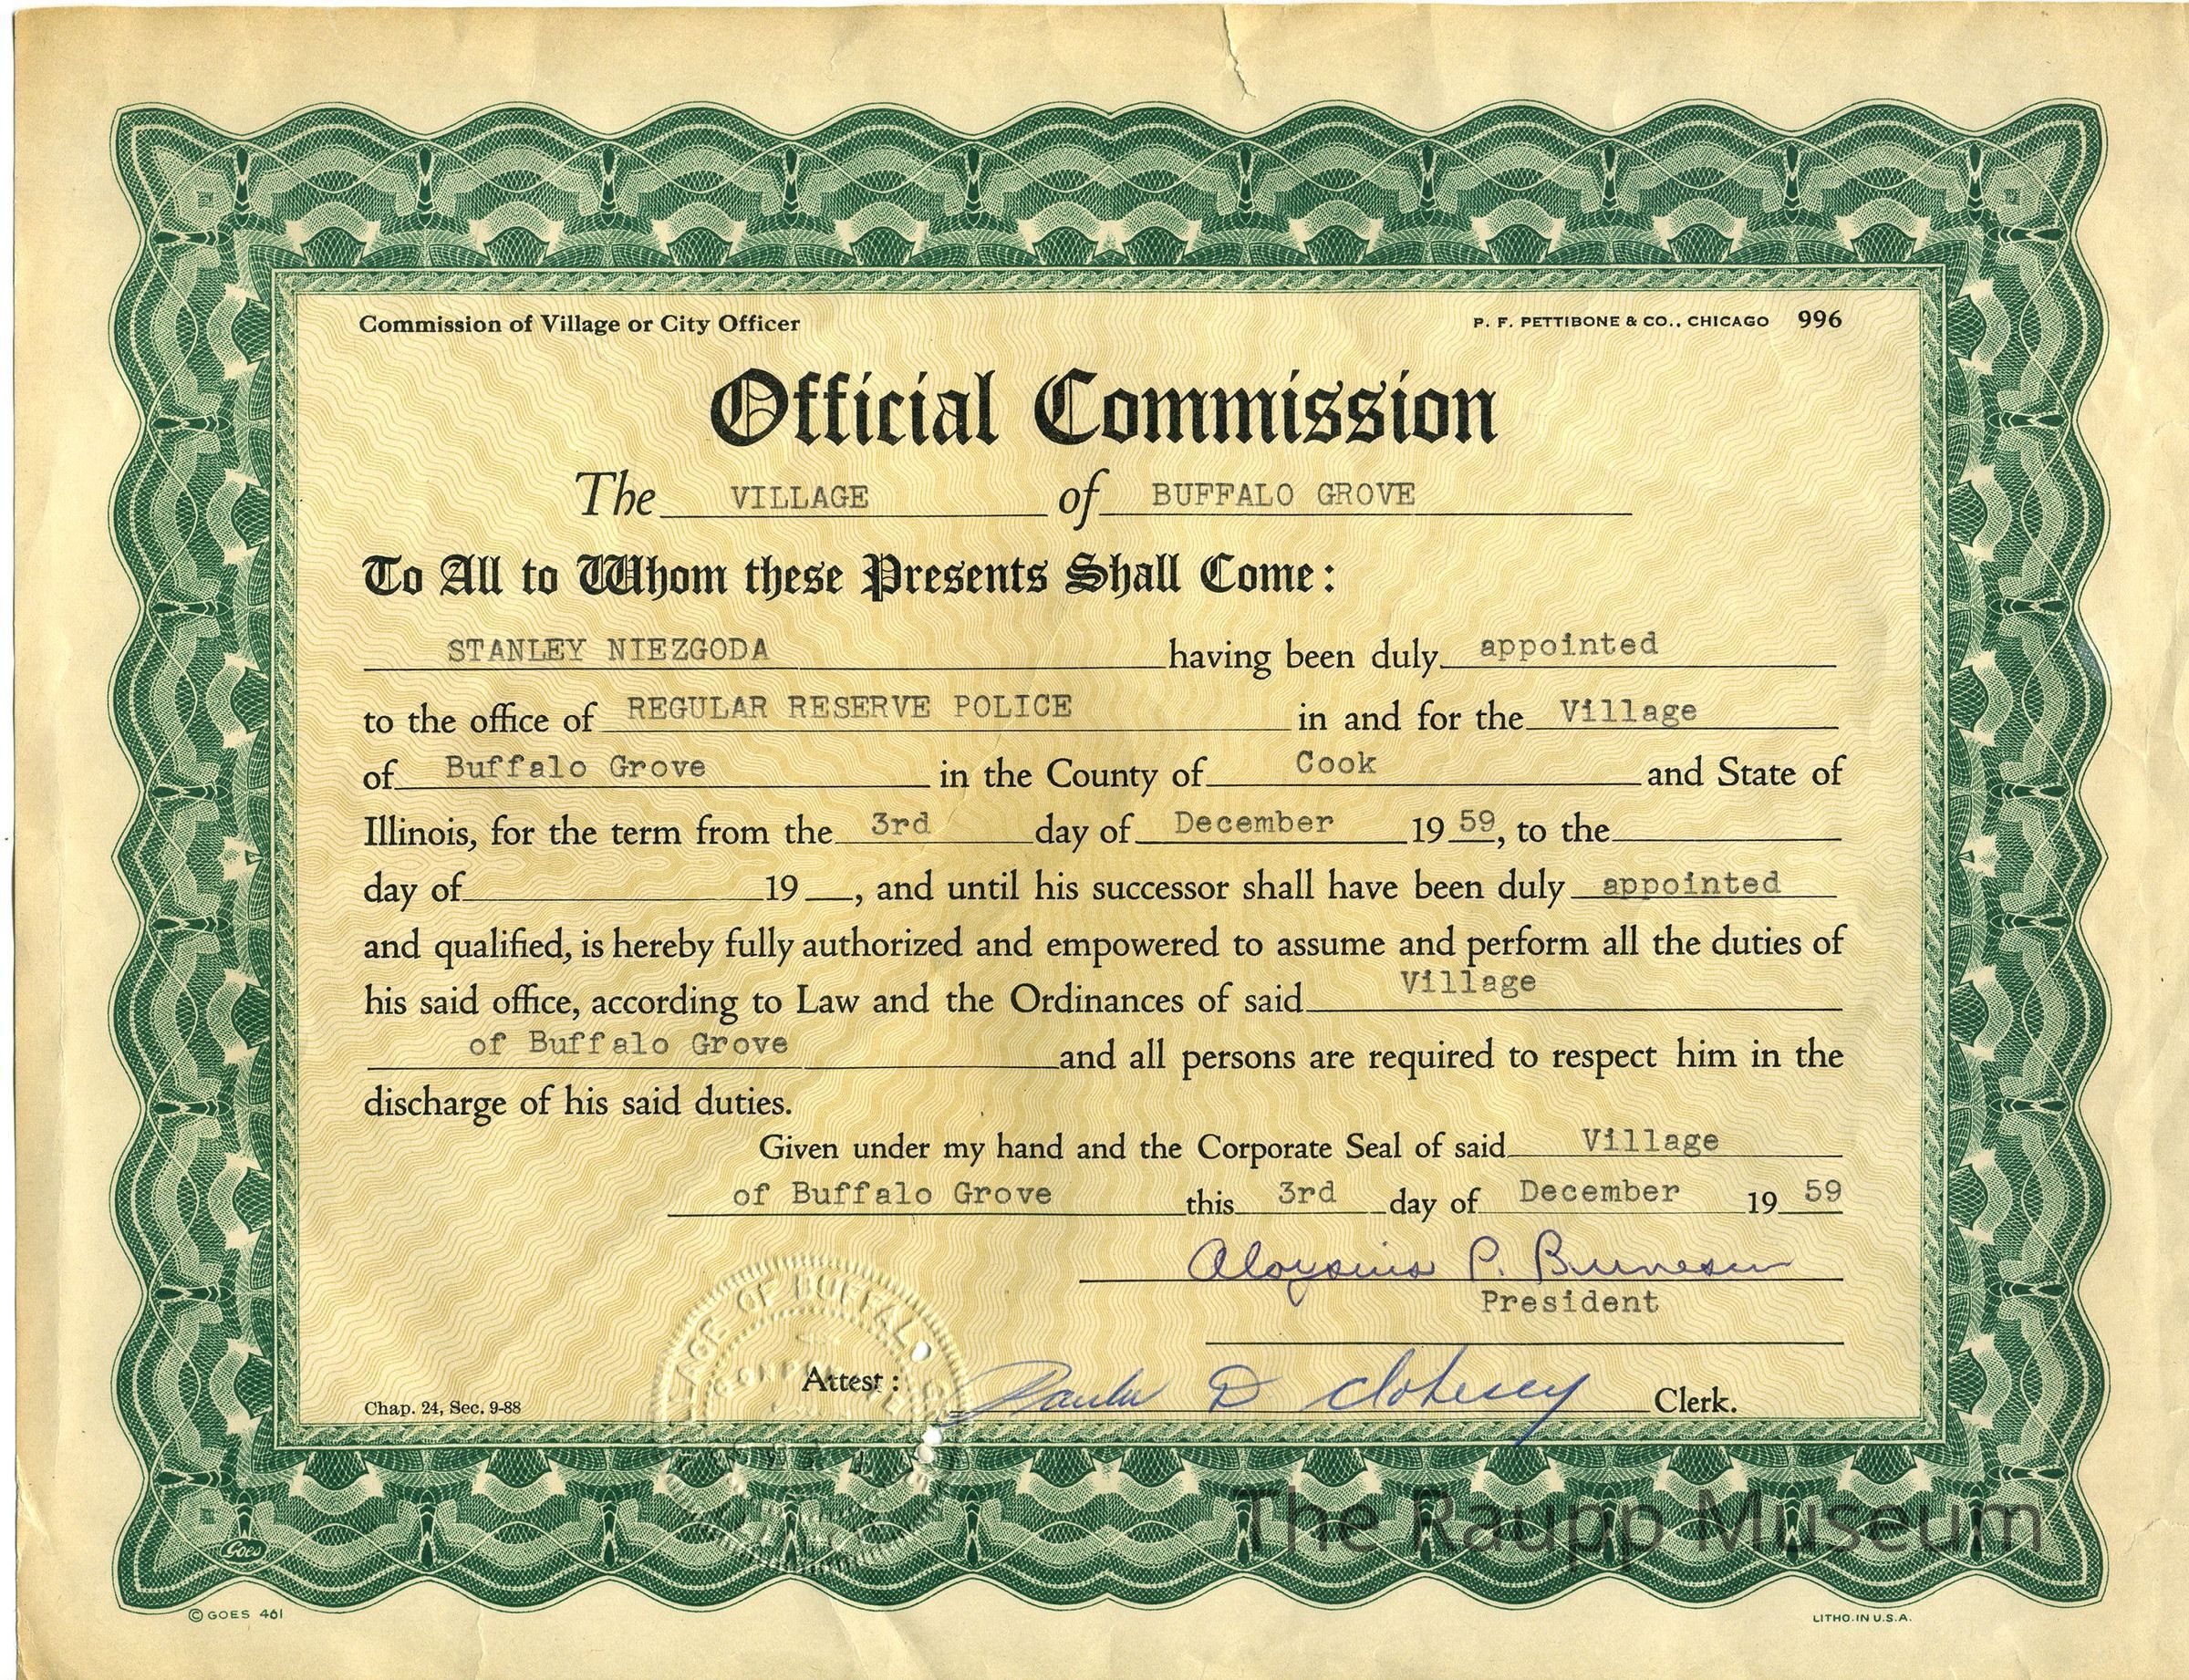 Commission of Village or City Officer
P. F. PETTIBONE & CO., CHICAGO 996
Official Commission
The VILLAGE of BUFFALO GROVE
To All to Whom these Presents Shall Come:
STANLEY NIEZGODA having been duly appointed
to the office of REGULAR RESERVE POLICE in and for the Village
of Buffalo Grove in the County of Cook and State of
Illinois, for the term from the 3rd day of December 19 59, to the
day of 19 , and until his successor shall have been duly appointed
and qualified, is hereby fully authorized and empowered to assume and perform all the duties of
his said office, according to Law and the Ordinances of said Village
of Buffalo Grove and all persons are required to respect him in the
discharge of his said duties.
Given under my hand and the Corporate Seal of said Village
of Buffalo Grove this 3rd day of December 19 59
Aloysius P.
President
Attest: D Clohesey Clerk.
Chap. 24, Sec. 9-88
OF BUFFAL
The Raupp Museum
Goes
© GOES 461
LITHO. IN U.S.A.